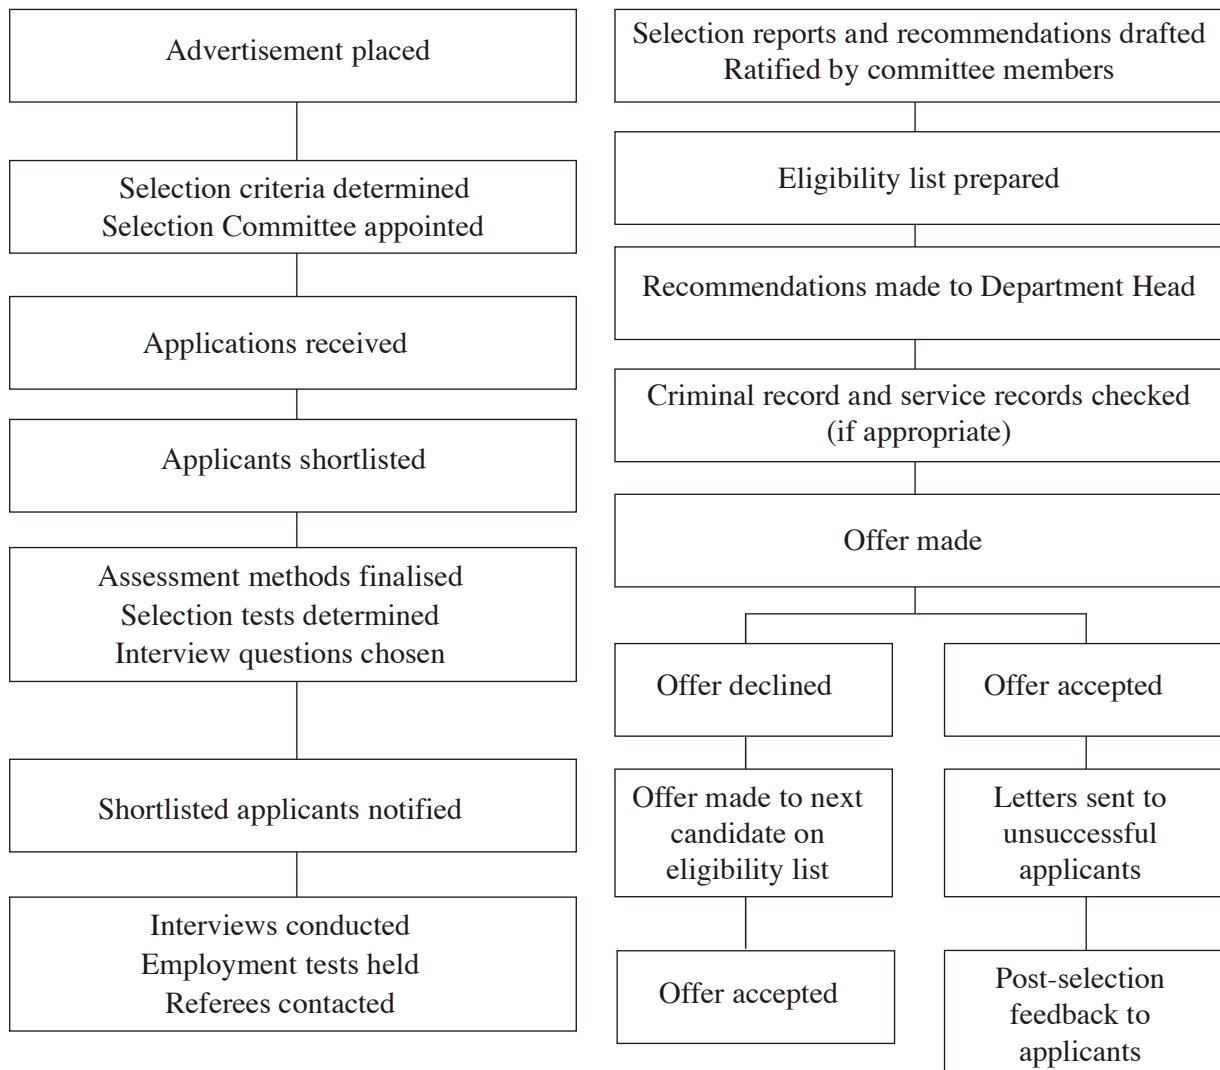 Advertisement placed
Selection criteria determined
Selection Committee appointed
Applications received
Applicants shortlisted
Assessment methods finalised
Selection tests determined
Interview questions chosen
Shortlisted applicants notified
Interviews conducted
Employment tests held
Referees contacted
Selection reports and recommendations drafted
Ratified by committee members
Eligibility list prepared
Recommendations made to Department Head
Criminal record and service records checked
(if appropriate)
Offer made
Offer declined
Offer made to next
candidate on
eligibility list
Offer accepted
Offer accepted
Letters sent to
unsuccessful
applicants
Post-selection
feedback to
applicants